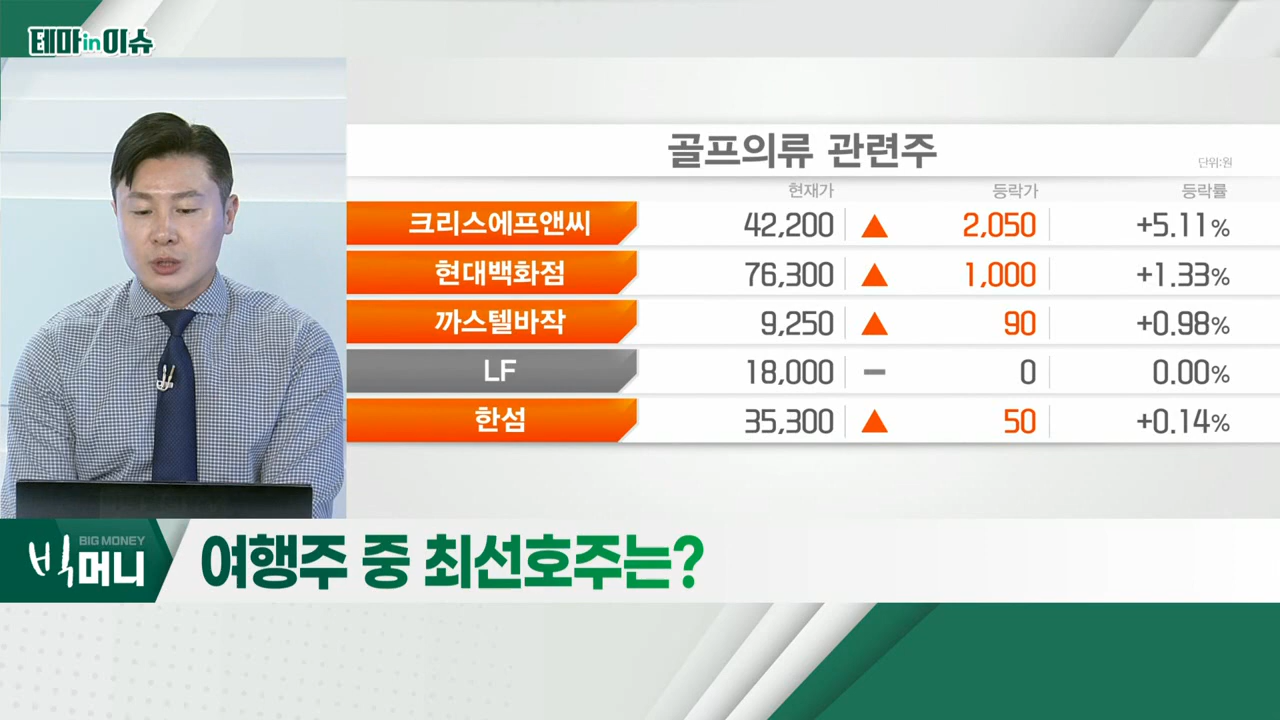 테마in이슈
골프의류 관련주
단위:원
현재가 등락가 등락률
크리스에프앤씨 42,200 ▲ 2,050 +5.11%
현대백화점 76,300 ▲ 1,000 +1.33%
까스텔바작 9,250 ▲ 90 +0.98%
LF 18,000 - 0 0.00%
한섬 35,300 ▲ 50 +0.14%
BIG MONEY
빅머니
여행주 중 최선호주는?